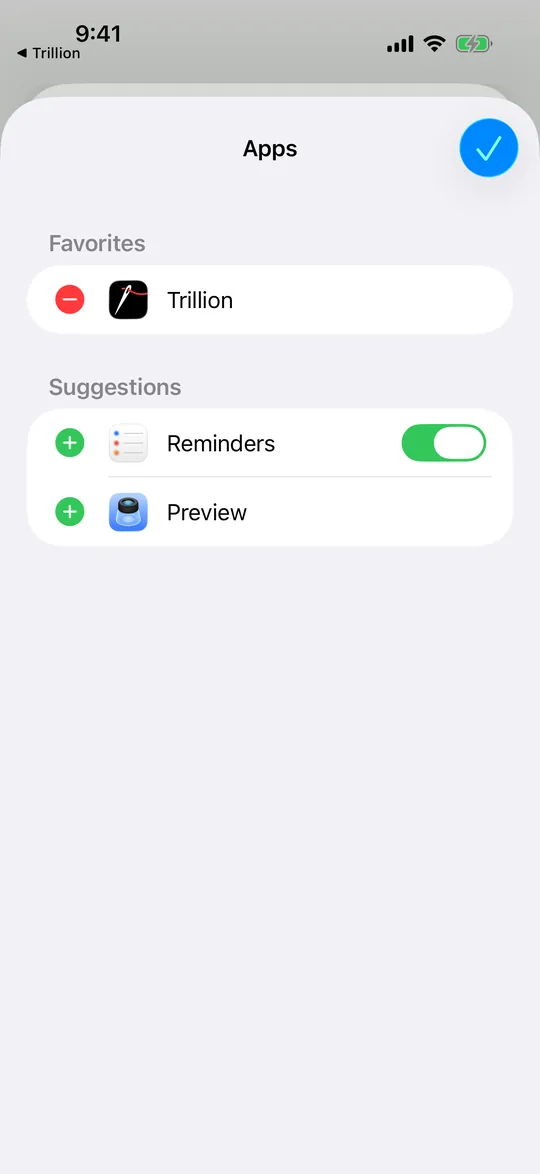 9:41
◀ Trillion
Apps
Favorites
Trillion
Suggestions
Reminders
Preview